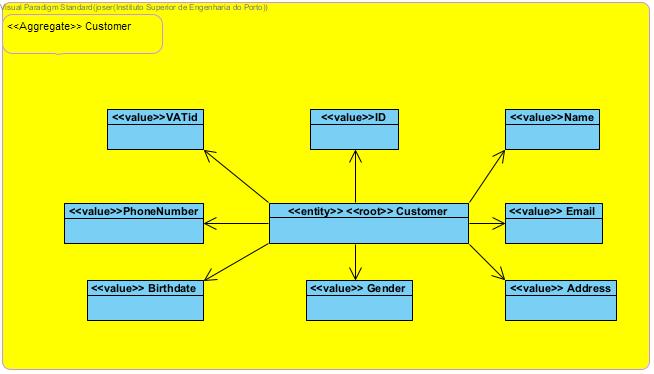 Visual Paradigm Standard(joser(Instituto Superior de Engenharia do Porto))
<<Aggregate>> Customer
<<value>>VATid
<<value>>ID
<<value>>Name
<<value>>PhoneNumber
<<entity>> <<root>> Customer
<<value>> Email
<<value>> Birthdate
<<value>> Gender
<<value>> Address